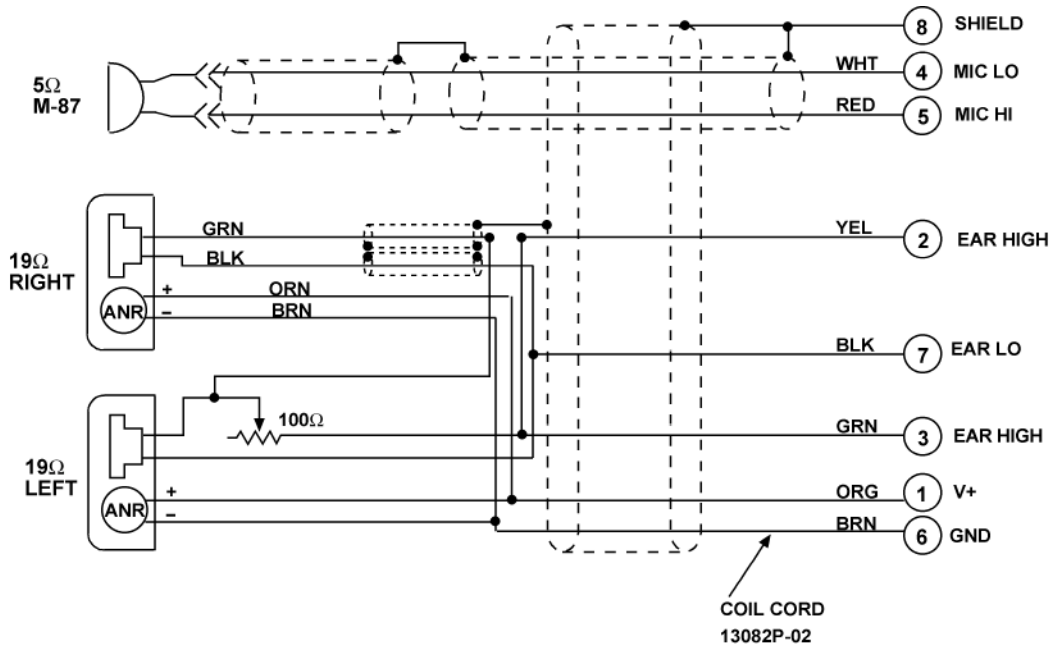 8 SHIELD
WHT 4 MIC LO
5Ω
M-87
RED 5 MIC HI
GRN
YEL 2 EAR HIGH
BLK
19Ω
RIGHT
+ ORN
ANR
– BRN
BLK 7 EAR LO
100Ω
GRN 3 EAR HIGH
19Ω
LEFT
+
ORG 1 V+
ANR
–
BRN 6 GND
COIL CORD
13082P-02